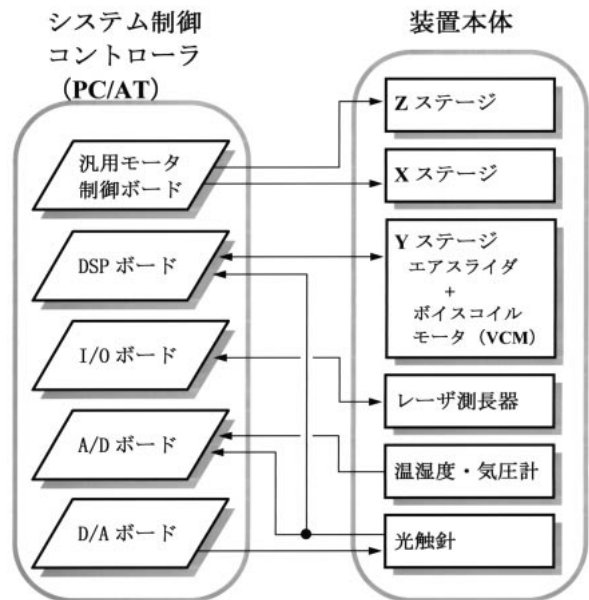 システム制御
コントローラ
(PC/AT)
汎用モータ
制御ボード
DSP ボード
I/O ボード
A/D ボード
D/A ボード
装置本体
Z ステージ
X ステージ
Y ステージ
エアスライダ
+
ボイスコイル
モータ (VCM)
レーザ測長器
温湿度・気圧計
光触針